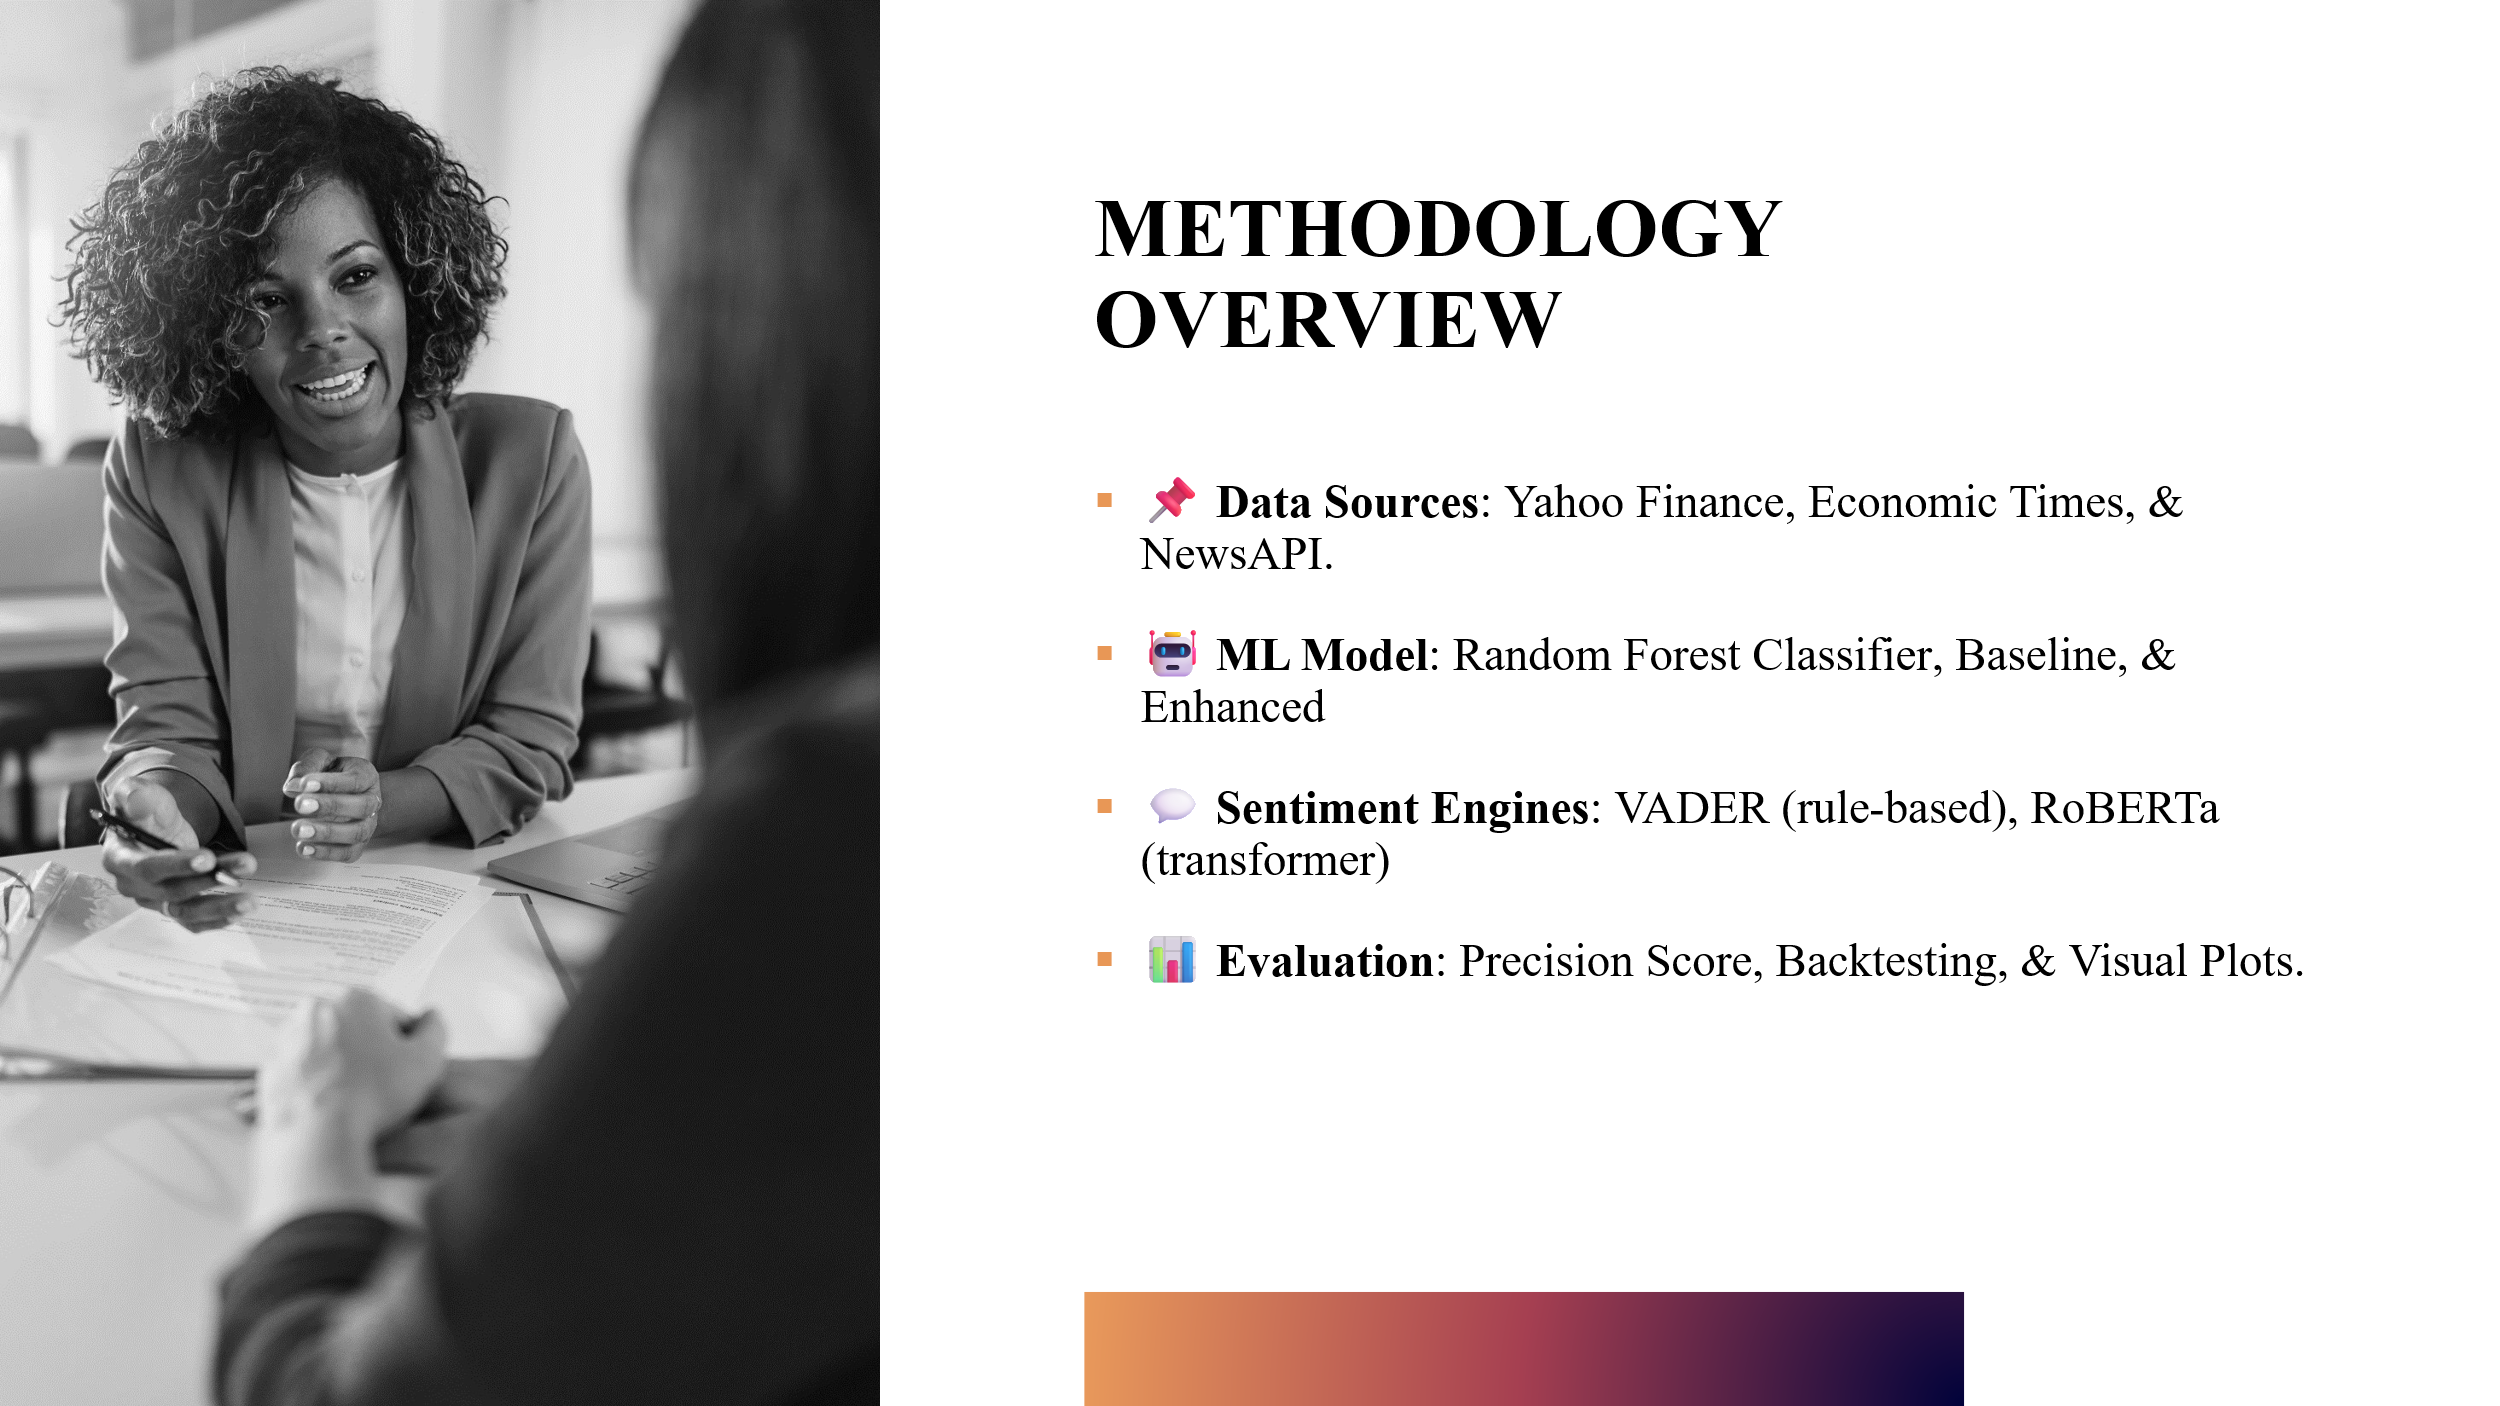 METHODOLOGY
OVERVIEW
📌 Data Sources: Yahoo Finance, Economic Times, &
NewsAPI.
🤖 ML Model: Random Forest Classifier, Baseline, &
Enhanced
💬 Sentiment Engines: VADER (rule-based), RoBERTa
(transformer)
📊 Evaluation: Precision Score, Backtesting, & Visual Plots.